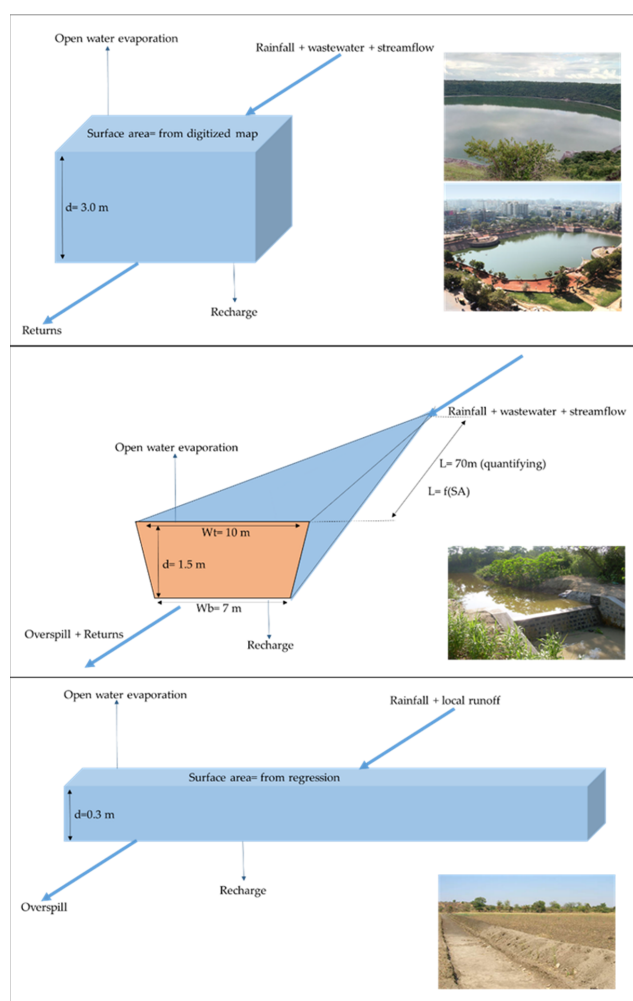 Open water evaporation
Rainfall + wastewater + streamflow
Surface area= from digitized map
d= 3.0 m
Recharge
Returns
Rainfall + wastewater + streamflow
Open water evaporation
L= 70m (quantifying)
L= f(SA)
Wt= 10 m
d= 1.5 m
Wb= 7 m
Overspill + Returns
Recharge
Open water evaporation
Rainfall + local runoff
Surface area= from regression
d=0.3 m
Recharge
Overspill